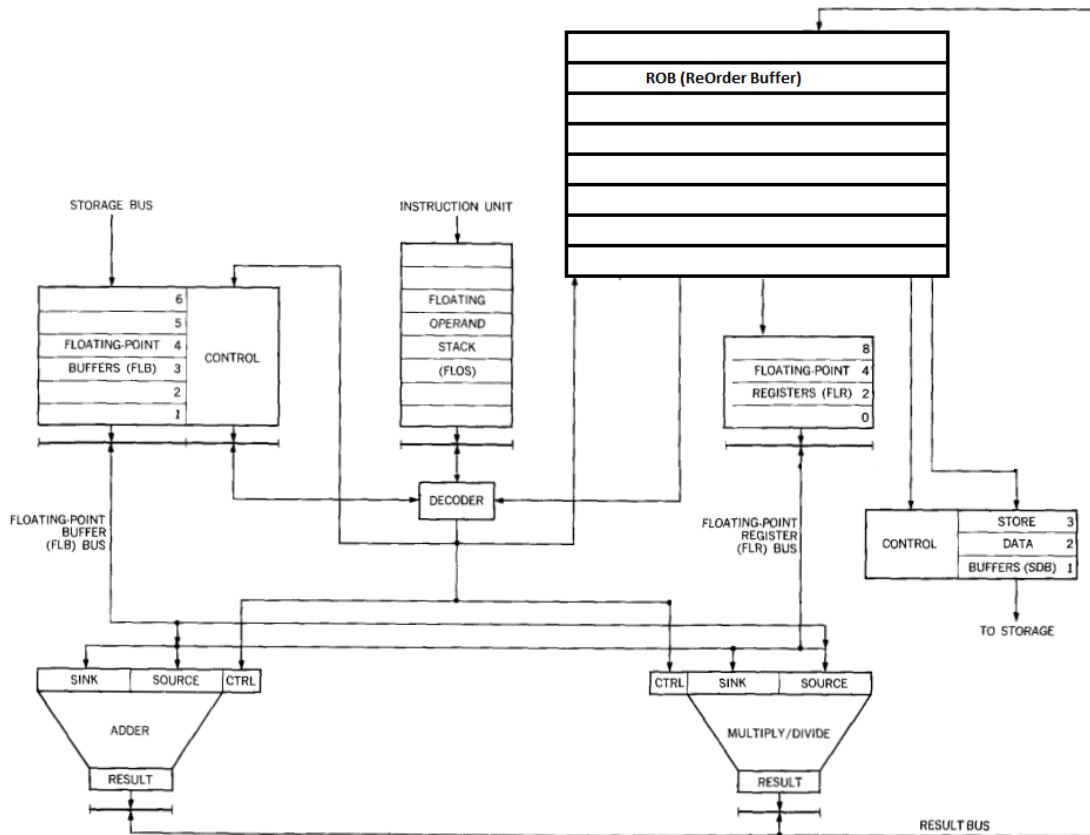 ROB (ReOrder Buffer)
STORAGE BUS
INSTRUCTION UNIT
6
5
FLOATING-POINT 4
BUFFERS (FLB) 3
2
1
CONTROL
FLOATING
OPERAND
STACK
(FLOS)
8
FLOATING-POINT 4
REGISTERS (FLR) 2
0
DECODER
FLOATING-POINT
BUFFER
(FLB) BUS
FLOATING-POINT
REGISTER
(FLR) BUS
CONTROL
STORE 3
DATA 2
BUFFERS (SDB) 1
TO STORAGE
SINK SOURCE CTRL
ADDER
RESULT
CTRL SINK SOURCE
MULTIPLY/DIVIDE
RESULT
RESULT BUS